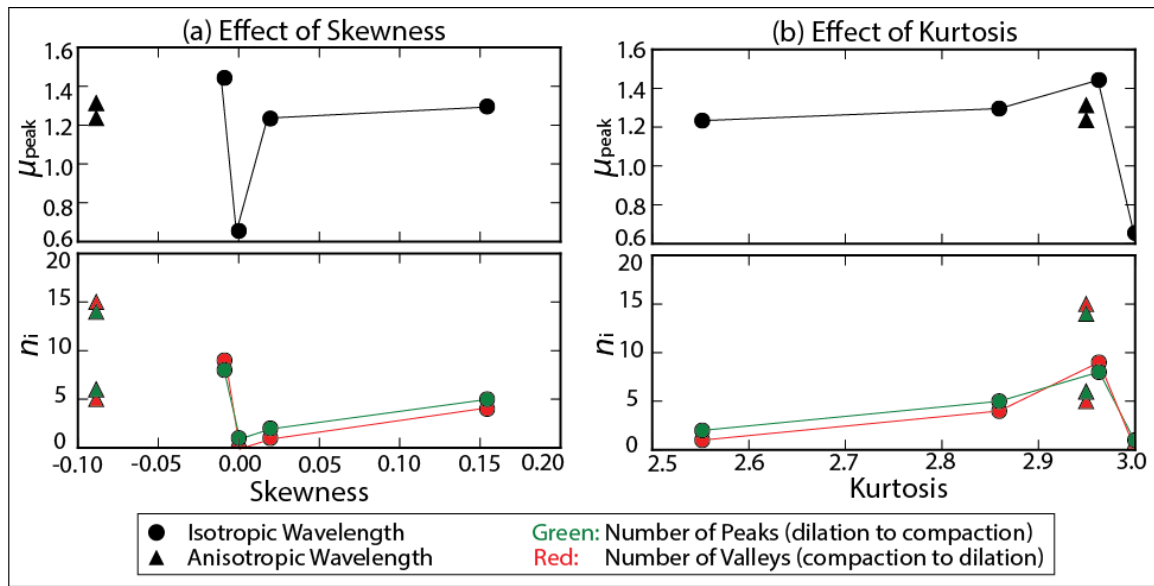 (a) Effect of Skewness
(b) Effect of Kurtosis
1.6
1.4
1.2
1.0
0.8
0.6
μpeak
1.6
1.4
1.2
1.0
0.8
0.6
μpeak
20
15
10
5
0
ni
-0.10 -0.05 0.00 0.05 0.10 0.15 0.20
Skewness
20
15
10
5
0
ni
2.5 2.6 2.7 2.8 2.9 3.0
Kurtosis
Isotropic Wavelength
Anisotropic Wavelength
Green: Number of Peaks (dilation to compaction)
Red: Number of Valleys (compaction to dilation)